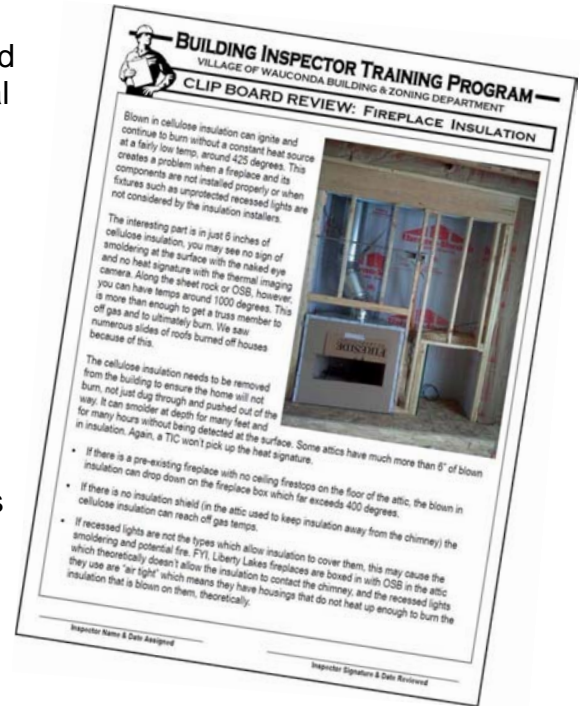 d
al
s
BUILDING INSPECTOR TRAINING PROGRAM
VILLAGE OF WAUCONDA BUILDING & ZONING DEPARTMENT
CLIP BOARD REVIEW: FIREPLACE INSULATION
Blown in cellulose insulation can ignite and
continue to burn without a constant heat source
at a fairly low temp, around 425 degrees. This
creates a problem when a fireplace and its
components are not installed properly or when
fixtures such as unprotected recessed lights are
not considered by the insulation installers.
The interesting part is in just 6 inches of
cellulose insulation, you may see no sign of
smoldering at the surface with the naked eye
and no heat signature with the thermal imaging
camera. Along the sheet rock or OSB, however,
you can have temps around 1000 degrees. This
is more than enough to get a truss member to
off gas and to ultimately burn. We saw
numerous slides of roofs burned off houses
because of this.
The cellulose insulation needs to be removed
from the building to ensure the home will not
burn, not just dug through and pushed out of the
way. It can smolder at depth for many feet and
for many hours without being detected at the surface. Some attics have much more than 6" of blown
in insulation. Again, a TIC won't pick up the heat signature.
• If there is a pre-existing fireplace with no ceiling firestops on the floor of the attic, the blown in
insulation can drop down on the fireplace box which far exceeds 400 degrees.
• If there is no insulation shield (in the attic used to keep insulation away from the chimney) the
cellulose insulation can reach off gas temps.
• If recessed lights are not the types which allow insulation to cover them, this may cause the
smoldering and potential fire. FYI, Liberty Lakes fireplaces are boxed in with OSB in the attic
which theoretically doesn't allow the insulation to contact the chimney, and the recessed lights
they use are "air tight" which means they have housings that do not heat up enough to burn the
insulation that is blown on them, theoretically.
Inspector Name & Date Assigned
Inspector Signature & Date Reviewed
FIRESIDE